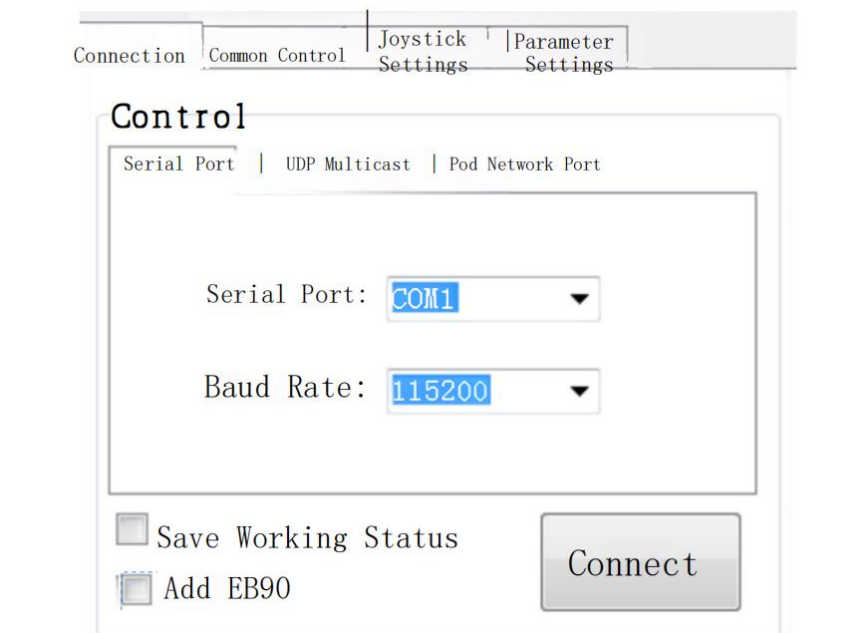 Connection Common Control Joystick Settings Parameter Settings
Control
Serial Port | UDP Multicast | Pod Network Port
Serial Port: COM1
Baud Rate: 115200
Save Working Status
Add EB90
Connect